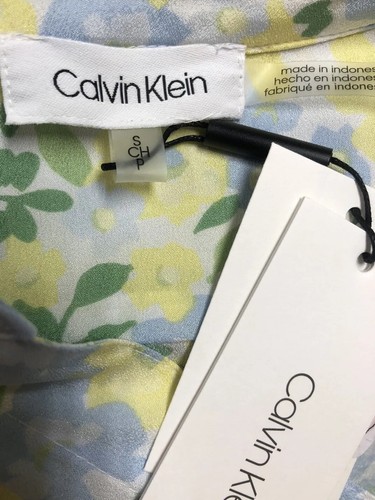 Calvin Klein
made in indones
hecho en indones
fabriqué en indones
S
CH
P
Calvin Klein